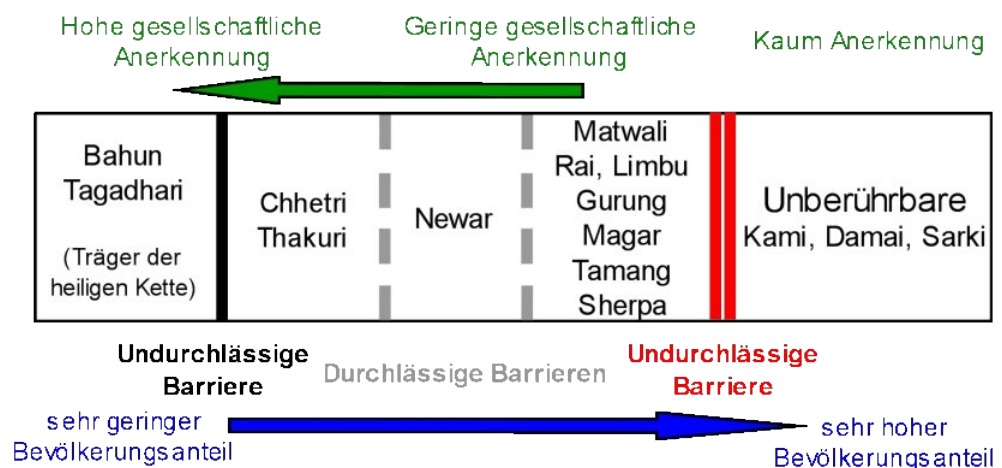 Hohe gesellschaftliche
Anerkennung
Geringe gesellschaftliche
Anerkennung
Kaum Anerkennung
Bahun
Tagadhari
(Träger der
heiligen Kette)
Chhetri
Thakuri
Newar
Matwali
Rai, Limbu
Gurung
Magar
Tamang
Sherpa
Unberührbare
Kami, Damai, Sarki
Undurchlässige
Barriere
Durchlässige Barrieren
Undurchlässige
Barriere
sehr geringer
Bevölkerungsanteil
sehr hoher
Bevölkerungsanteil